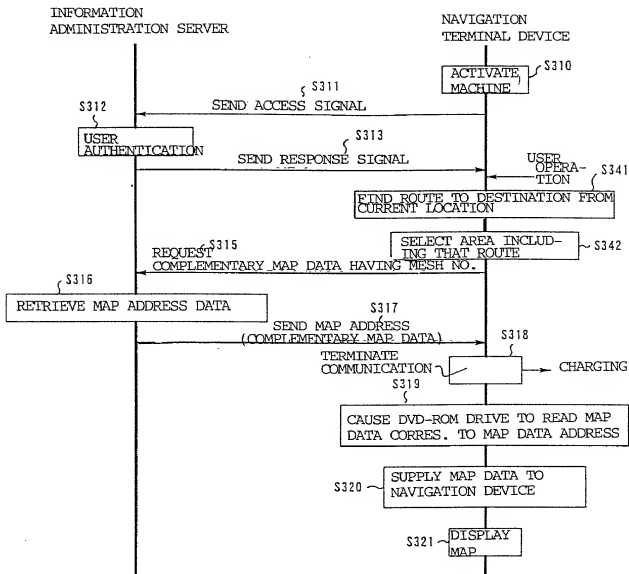 INFORMATION
ADMINISTRATION SERVER
NAVIGATION
TERMINAL DEVICE
S310
ACTIVATE
MACHINE
S311
SEND ACCESS SIGNAL
S312
USER
AUTHENTICATION
S313
SEND RESPONSE SIGNAL
USER
OPERA-
TION
S341
FIND ROUTE TO DESTINATION FROM
CURRENT LOCATION
S342
SELECT AREA INCLUD-
ING THAT ROUTE
S315
REQUEST
COMPLEMENTARY MAP DATA HAVING MESH NO.
S316
RETRIEVE MAP ADDRESS DATA
S317
SEND MAP ADDRESS
(COMPLEMENTARY MAP DATA)
S318
TERMINATE
COMMUNICATION
CHARGING
S319
CAUSE DVD-ROM DRIVE TO READ MAP
DATA CORRES. TO MAP DATA ADDRESS
S320
SUPPLY MAP DATA TO
NAVIGATION DEVICE
S321
DISPLAY
MAP